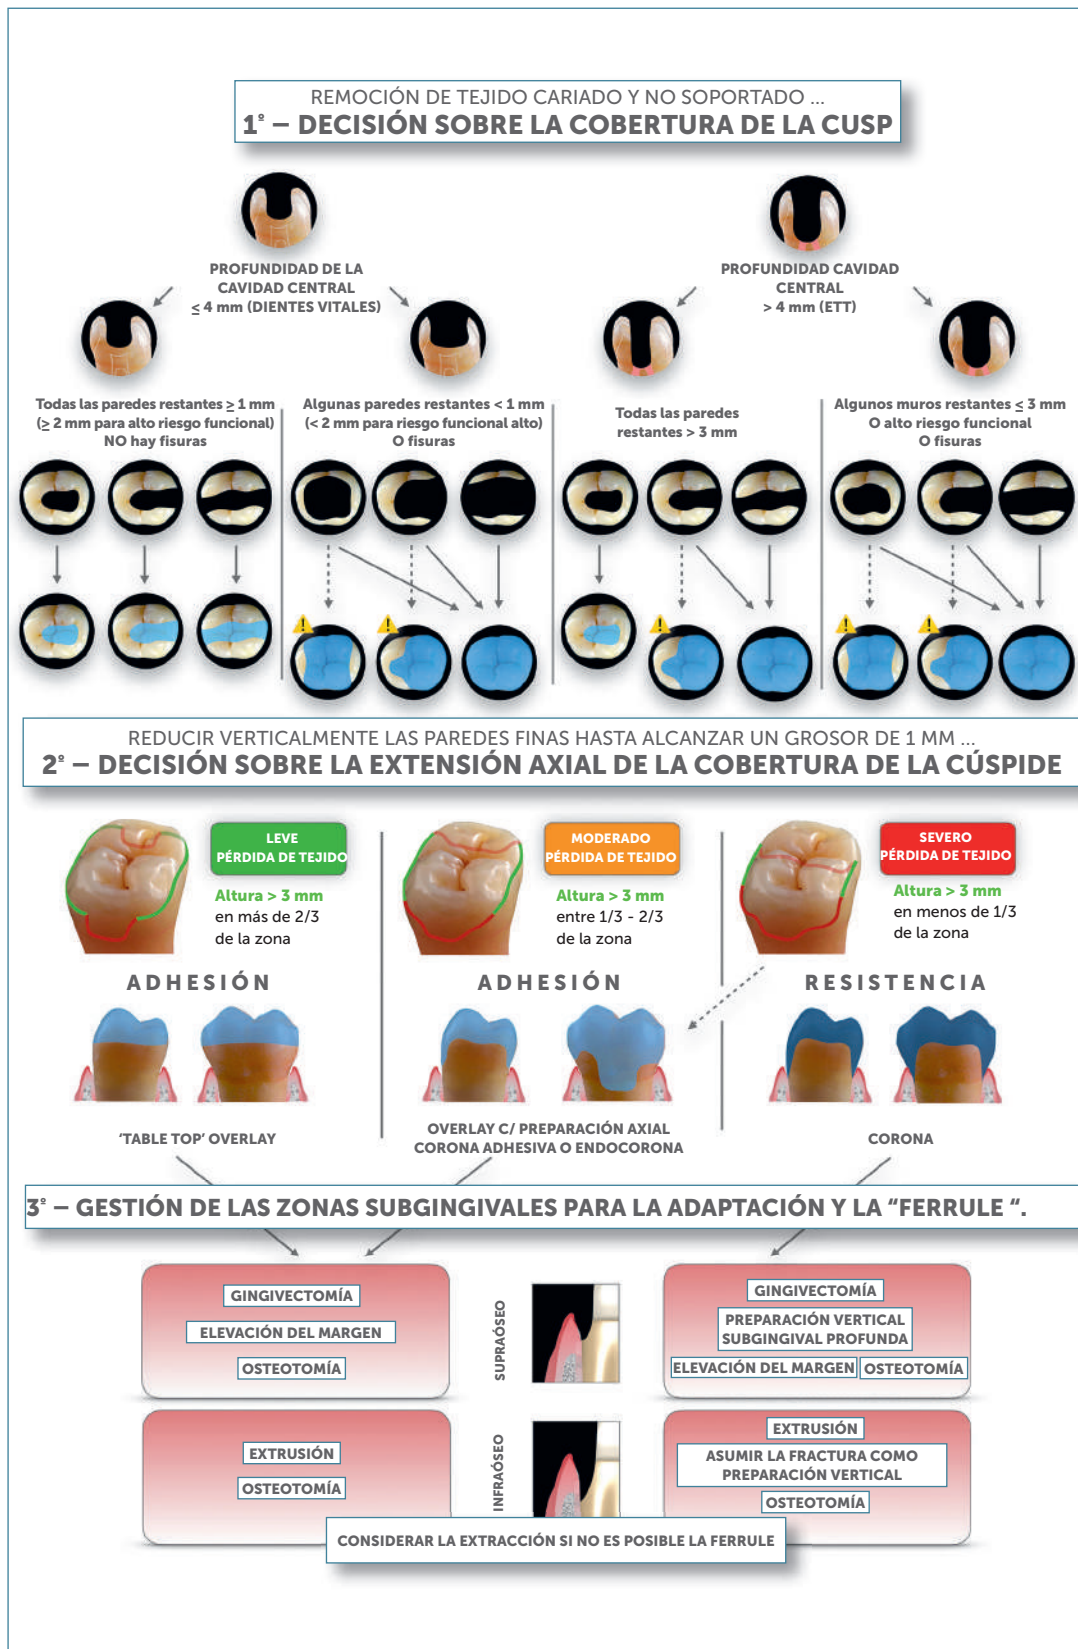 REMOCIÓN DE TEJIDO CARIADO Y NO SOPORTADO ...
1º – DECISIÓN SOBRE LA COBERTURA DE LA CUSP
PROFUNDIDAD DE LA
CAVIDAD CENTRAL
≤ 4 mm (DIENTES VITALES)
PROFUNDIDAD CAVIDAD
CENTRAL
> 4 mm (ETT)
Todas las paredes restantes ≥ 1 mm
(≥ 2 mm para alto riesgo funcional)
NO hay fisuras
Algunas paredes restantes < 1 mm
(< 2 mm para riesgo funcional alto)
O fisuras
Todas las paredes
restantes > 3 mm
Algunos muros restantes ≤ 3 mm
O alto riesgo funcional
O fisuras
REDUCIR VERTICALMENTE LAS PAREDES FINAS HASTA ALCANZAR UN GROSOR DE 1 MM ...
2º – DECISIÓN SOBRE LA EXTENSIÓN AXIAL DE LA COBERTURA DE LA CÚSPIDE
LEVE
PÉRDIDA DE TEJIDO
Altura > 3 mm
en más de 2/3
de la zona
MODERADO
PÉRDIDA DE TEJIDO
Altura > 3 mm
entre 1/3 - 2/3
de la zona
SEVERO
PÉRDIDA DE TEJIDO
Altura > 3 mm
en menos de 1/3
de la zona
ADHESIÓN
ADHESIÓN
RESISTENCIA
'TABLE TOP' OVERLAY
OVERLAY C/ PREPARACIÓN AXIAL
CORONA ADHESIVA O ENDOCORONA
CORONA
3º – GESTIÓN DE LAS ZONAS SUBGINGIVALES PARA LA ADAPTACIÓN Y LA "FERRULE “.
GINGIVECTOMÍA
ELEVACIÓN DEL MARGEN
OSTEOTOMÍA
SUPRAÓSEO
GINGIVECTOMÍA
PREPARACIÓN VERTICAL
SUBGINGIVAL PROFUNDA
ELEVACIÓN DEL MARGEN
OSTEOTOMÍA
EXTRUSIÓN
OSTEOTOMÍA
INFRAÓSEO
EXTRUSIÓN
ASUMIR LA FRACTURA COMO
PREPARACIÓN VERTICAL
OSTEOTOMÍA
CONSIDERAR LA EXTRACCIÓN SI NO ES POSIBLE LA FERRULE